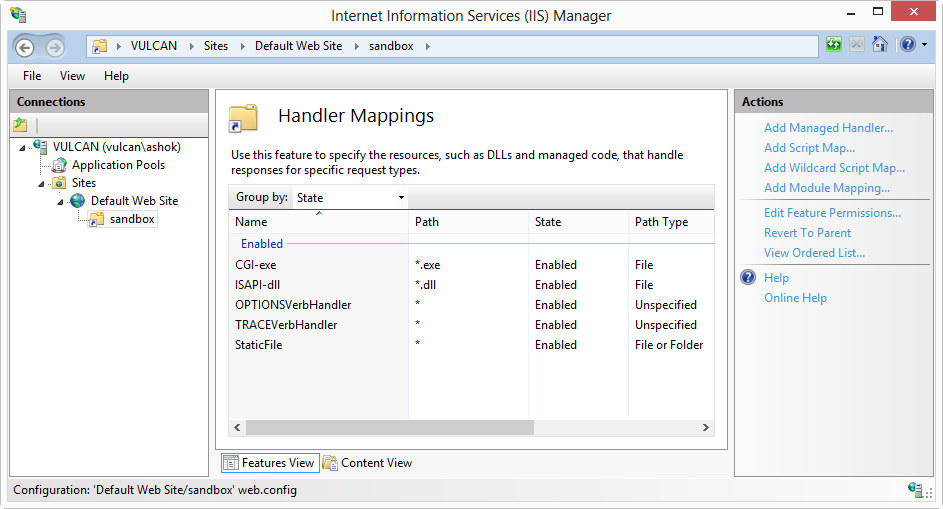 Internet Information Services (IIS) Manager
VULCAN Sites Default Web Site sandbox
File View Help
Connections
VULCAN (vulcan\ashok)
Application Pools
Sites
Default Web Site
sandbox
Handler Mappings
Use this feature to specify the resources, such as DLLs and managed code, that handle
responses for specific request types.
Group by: State
Name Path State Path Type
Enabled
CGI-exe *.exe Enabled File
ISAPI-dll *.dll Enabled File
OPTIONSVerbHandler * Enabled Unspecified
TRACEVerbHandler * Enabled Unspecified
StaticFile * Enabled File or Folder
Features View Content View
Actions
Add Managed Handler...
Add Script Map...
Add Wildcard Script Map...
Add Module Mapping...
Edit Feature Permissions...
Revert To Parent
View Ordered List...
Help
Online Help
Configuration: 'Default Web Site/sandbox' web.config